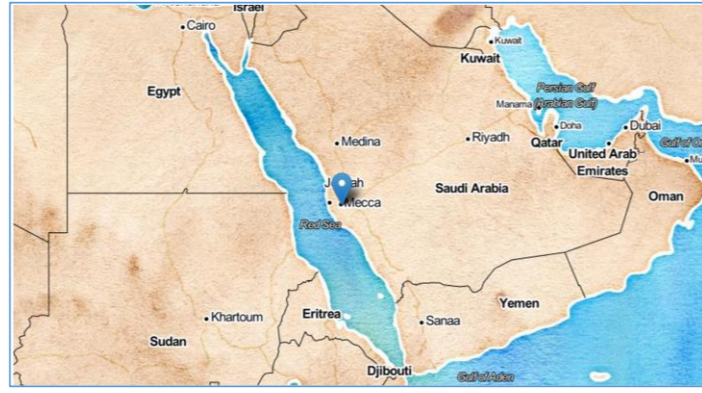 Israel
Cairo
Kuwait
Kuwait
Egypt
Persian Gulf
(Arabian Gulf)
Manama
Doha
Dubai
Medina
Riyadh
Qatar
United Arab
Emirates
Saudi Arabia
Mecca
Oman
Red Sea
Yemen
Eritrea
Khartoum
Sanaa
Sudan
Djibouti
Gulf of Aden